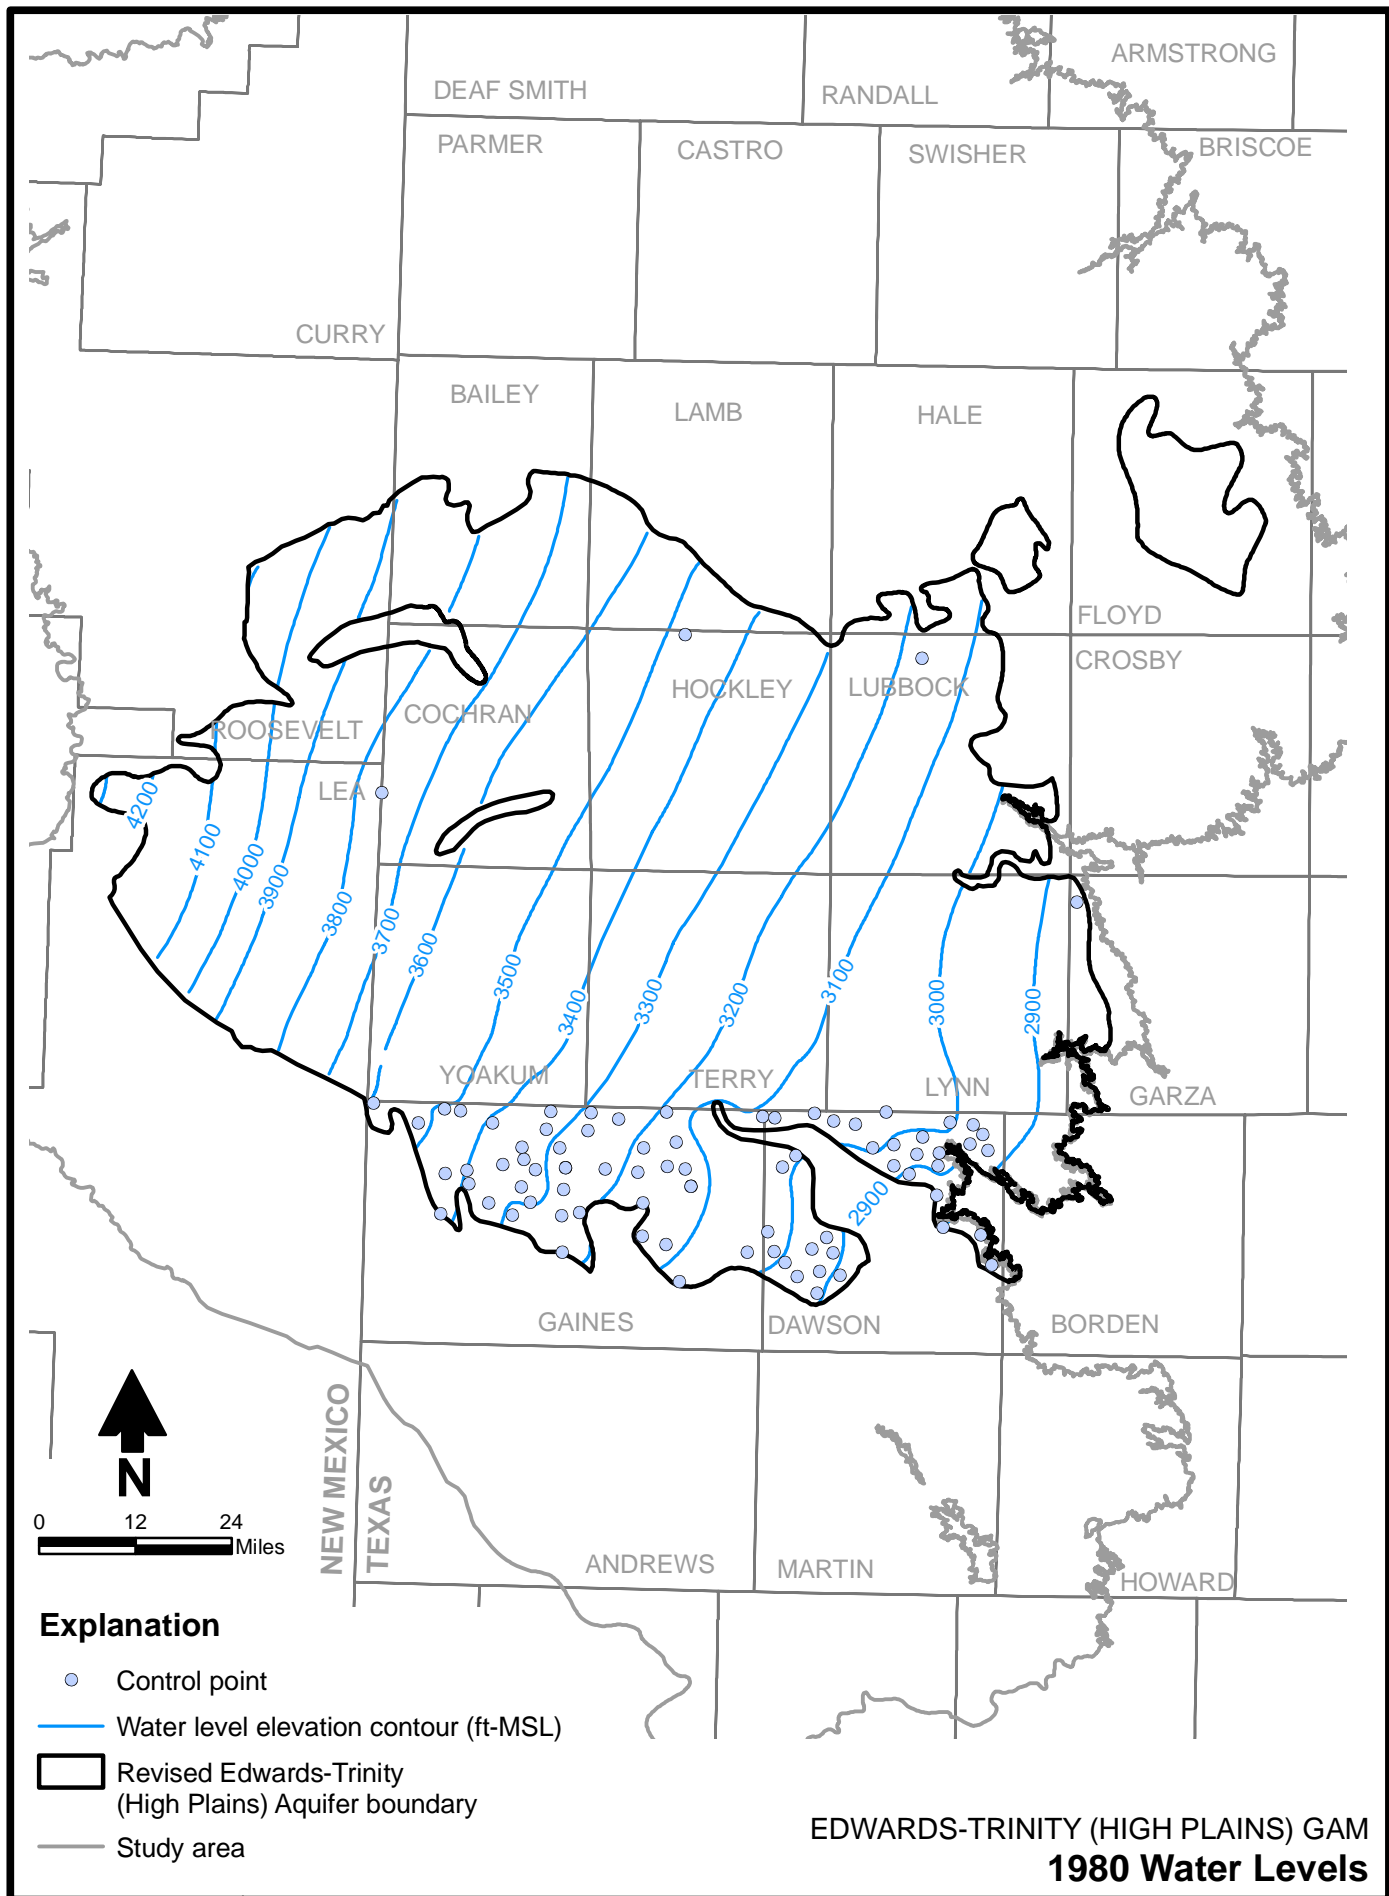 ARMSTRONG
DEAF SMITH
RANDALL
PARMER
CASTRO
SWISHER
BRISCOE
CURRY
BAILEY
LAMB
HALE
FLOYD
CROSBY
ROOSEVELT
COCHRAN
HOCKLEY
LUBBOCK
LEA
4200
4100
4000
3900
3800
3700
3600
3500
3400
3300
3200
3100
3000
2900
YOAKUM
TERRY
LYNN
GARZA
2900
GAINES
DAWSON
BORDEN
NEW MEXICO
TEXAS
N
0 12 24
Miles
ANDREWS
MARTIN
HOWARD
Explanation
Control point
Water level elevation contour (ft-MSL)
Revised Edwards-Trinity
(High Plains) Aquifer boundary
Study area
EDWARDS-TRINITY (HIGH PLAINS) GAM
1980 Water Levels